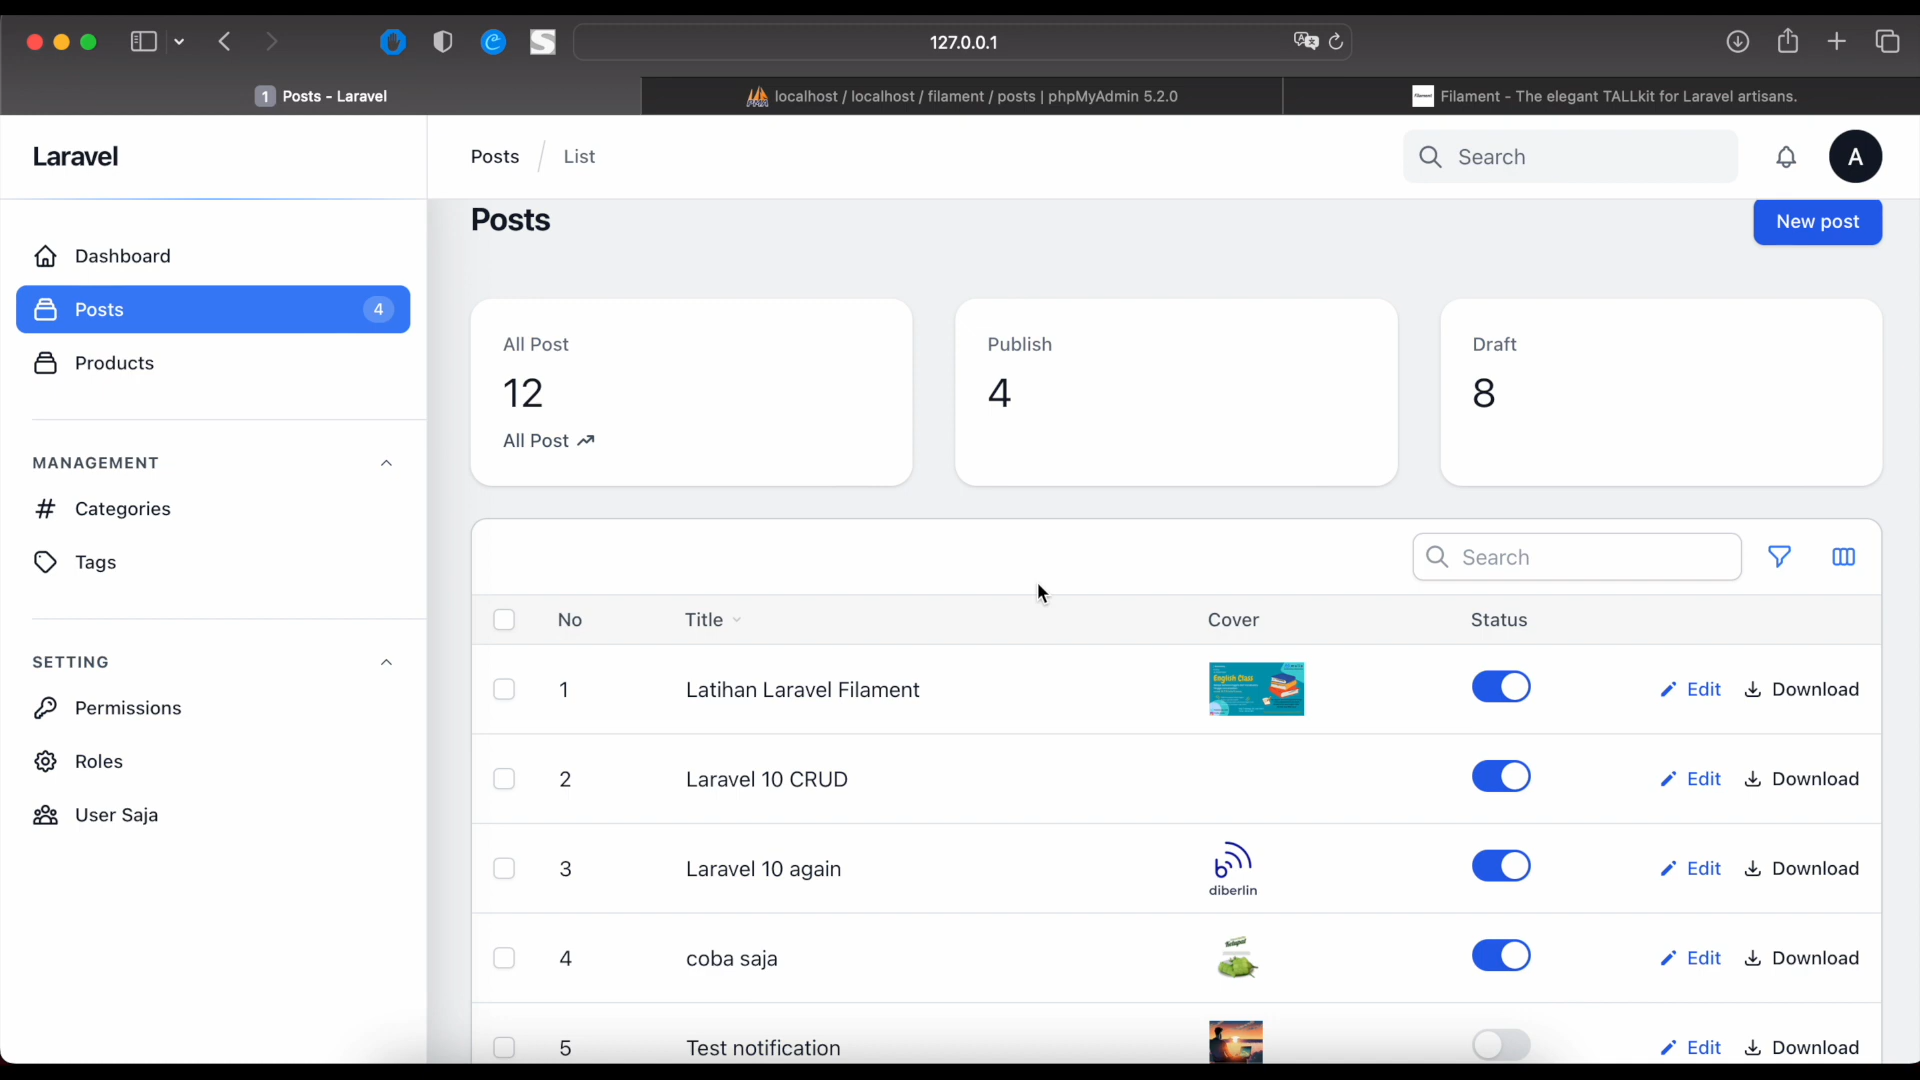 127.0.0.1
1 Posts - Laravel
localhost / localhost / filament / posts | phpMyAdmin 5.2.0
Filament - The elegant TALLkit for Laravel artisans.
Laravel
Posts / List
Search
A
Dashboard
Posts 4
Products
MANAGEMENT
Categories
Tags
SETTING
Permissions
Roles
User Saja
Posts
New post
All Post
12
All Post
Publish
4
Draft
8
Search
No Title Cover Status
1 Latihan Laravel Filament English Class Edit Download
2 Laravel 10 CRUD Edit Download
3 Laravel 10 again diberlin Edit Download
4 coba saja Edit Download
5 Test notification Edit Download